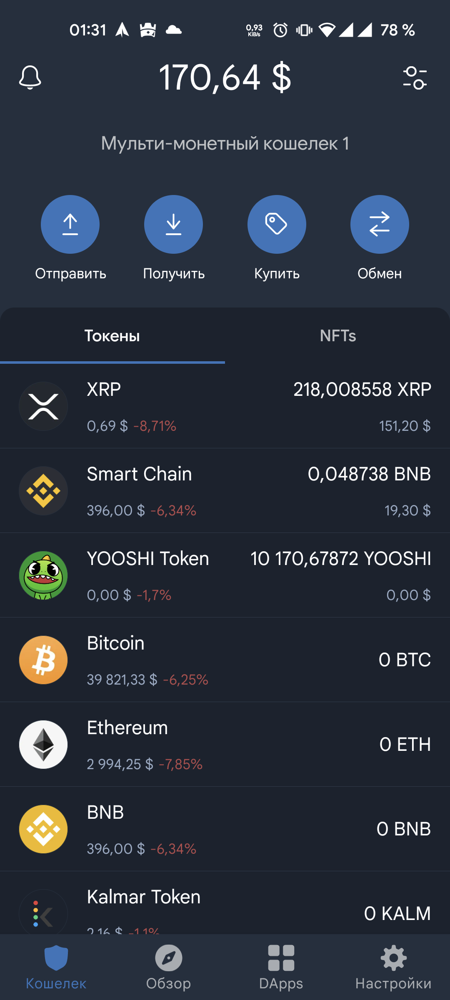 01:31 0,93 KiB/s 78 %
170,64 $
Мульти-монетный кошелек 1
Отправить Получить Купить Обмен
Токены NFTs
XRP 218,008558 XRP
0,69 $ -8,71% 151,20 $
Smart Chain 0,048738 BNB
396,00 $ -6,34% 19,30 $
YOOSHI Token 10 170,67872 YOOSHI
0,00 $ -1,7% 0,00 $
Bitcoin 0 BTC
39 821,33 $ -6,25%
Ethereum 0 ETH
2 994,25 $ -7,85%
BNB 0 BNB
396,00 $ -6,34%
Kalmar Token 0 KALM
2,16 $ -1,1%
Кошелек Обзор DApps Настройки